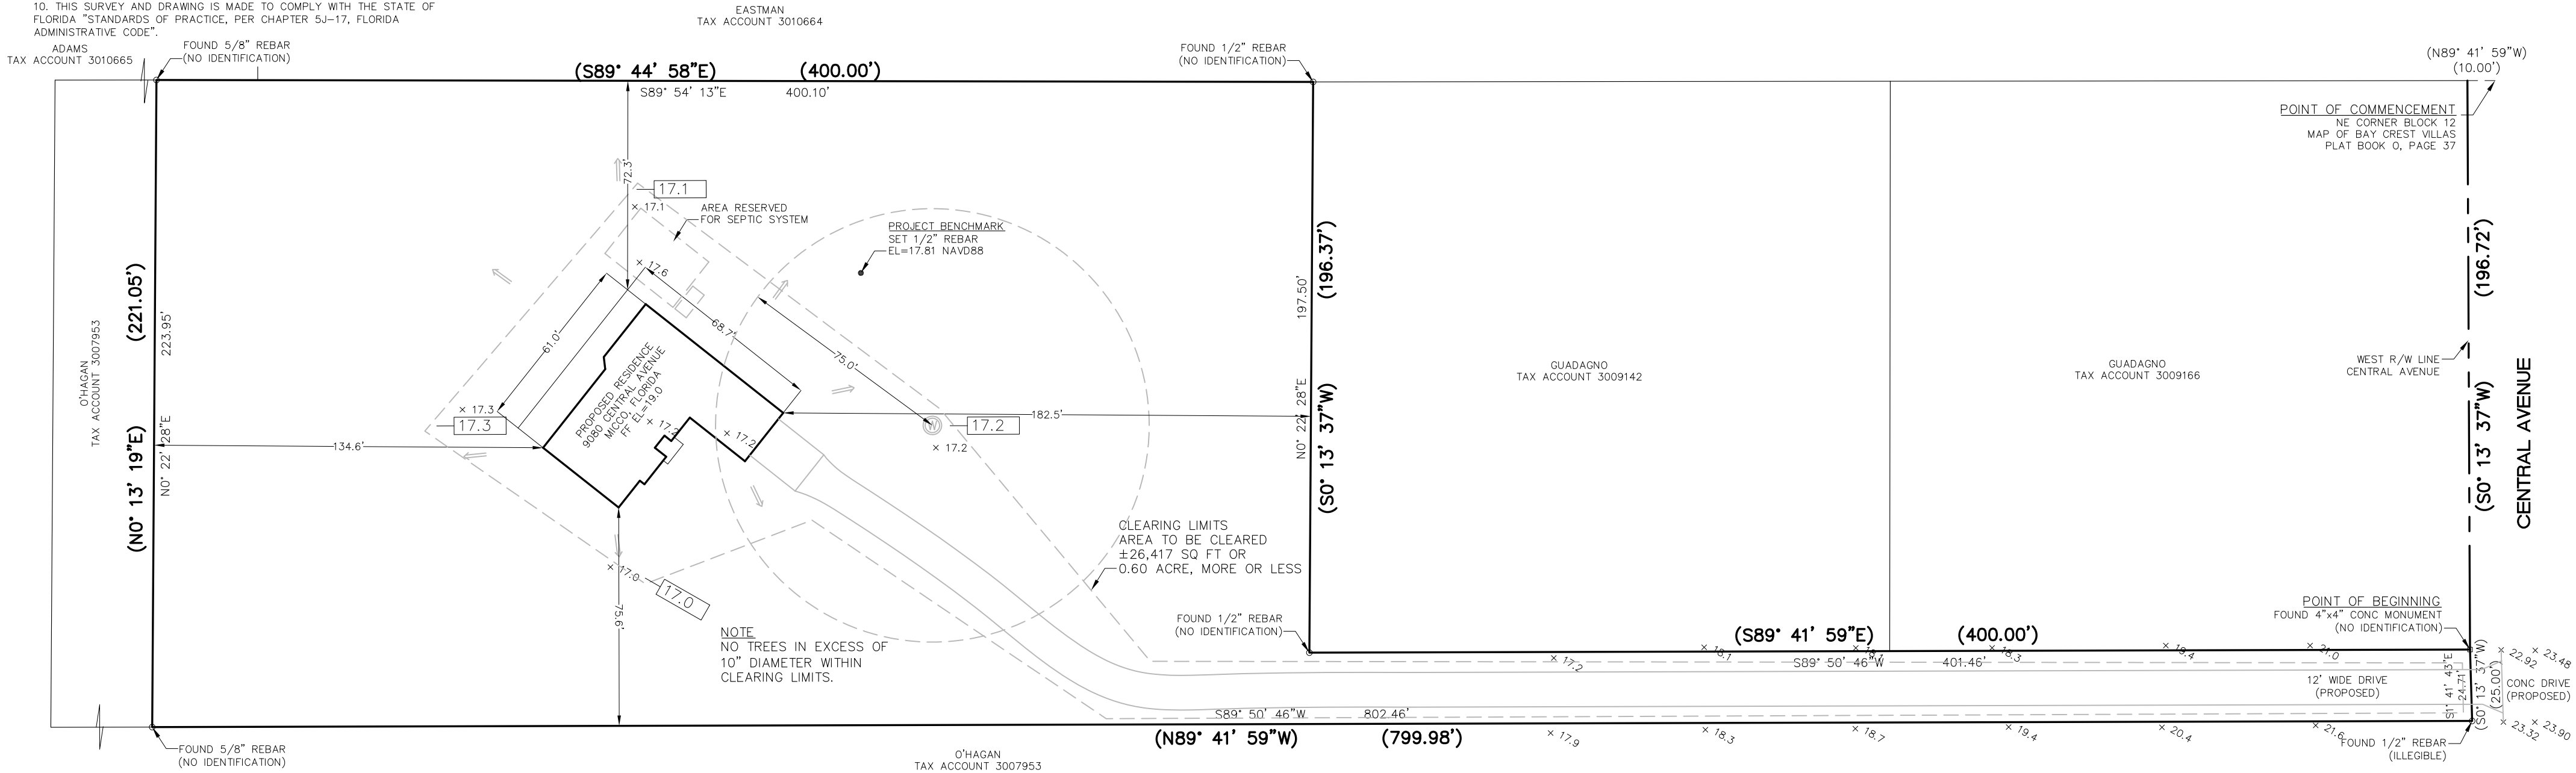 10. THIS SURVEY AND DRAWING IS MADE TO COMPLY WITH THE STATE OF
FLORIDA "STANDARDS OF PRACTICE, PER CHAPTER 5J-17, FLORIDA
ADMINISTRATIVE CODE".
ADAMS
TAX ACCOUNT 3010665
FOUND 5/8" REBAR
(NO IDENTIFICATION)
EASTMAN
TAX ACCOUNT 3010664
(S89° 44' 58"E) (400.00')
S89° 54' 13"E 400.10'
FOUND 1/2" REBAR
(NO IDENTIFICATION)
(N89° 41' 59"W)
(10.00')
POINT OF COMMENCEMENT
NE CORNER BLOCK 12
MAP OF BAY CREST VILLAS
PLAT BOOK O, PAGE 37
72.3'
17.1
× 17.1
AREA RESERVED
FOR SEPTIC SYSTEM
PROJECT BENCHMARK
SET 1/2" REBAR
EL=17.81 NAVD88
× 17.6
61.0'
68.7'
75.0'
O'HAGAN
TAX ACCOUNT 3007953
(N0° 13' 19"E) (221.05')
N0° 22' 28"E 223.95'
134.6'
× 17.3
17.3
PROPOSED RESIDENCE
9080 CENTRAL AVENUE
MICCO, FLORIDA
FF EL=19.0
× 17.2
× 17.2
182.5'
W
17.2
× 17.2
N0° 22' 28"E 197.50'
(S0° 13' 37"W) (196.37')
GUADAGNO
TAX ACCOUNT 3009142
GUADAGNO
TAX ACCOUNT 3009166
WEST R/W LINE
CENTRAL AVENUE
(S0° 13' 37"W) (196.72')
CENTRAL AVENUE
CLEARING LIMITS
AREA TO BE CLEARED
±26,417 SQ FT OR
0.60 ACRE, MORE OR LESS
× 17.0
17.0
75.6'
NOTE
NO TREES IN EXCESS OF
10" DIAMETER WITHIN
CLEARING LIMITS.
FOUND 1/2" REBAR
(NO IDENTIFICATION)
POINT OF BEGINNING
FOUND 4"x4" CONC MONUMENT
(NO IDENTIFICATION)
(S89° 41' 59"E) (400.00')
S89° 50' 46"W 401.46'
× 17.2
× 18.1
× 18.3
× 19.4
× 21.0
× 22.92
× 23.48
12' WIDE DRIVE
(PROPOSED)
S1° 41' 43"E
24.71'
(S0° 13' 37"W)
(25.00')
CONC DRIVE
(PROPOSED)
S89° 50' 46"W 802.46'
(N89° 41' 59"W) (799.98')
× 17.9
× 18.3
× 18.7
× 19.4
× 20.4
× 21.6
× 23.32
× 23.90
FOUND 5/8" REBAR
(NO IDENTIFICATION)
O'HAGAN
TAX ACCOUNT 3007953
FOUND 1/2" REBAR
(ILLEGIBLE)